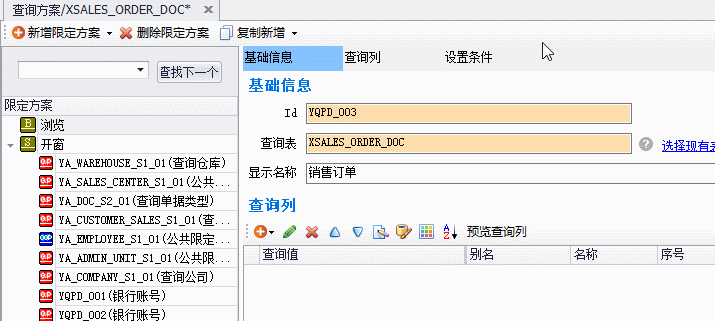 查询方案/XSALES_ORDER_DOC*
新增限定方案 删除限定方案 复制新增
基础信息 查询列 设置条件
查找下一个
限定方案
B 浏览
S 开窗
YA_WAREHOUSE_S1_01(查询仓库)
YA_SALES_CENTER_S1_01(公共...
YA_DOC_S2_01(查询单据类型)
YA_CUSTOMER_SALES_S1_01(查...
YA_EMPLOYEE_S1_01(公共限定...
YA_ADMIN_UNIT_S1_01(公共限...
YA_COMPANY_S1_01(查询公司)
YQPD_001(银行账号)
YQPD_002(银行账号)
基础信息
Id YQPD_003
查询表 XSALES_ORDER_DOC 选择现有表
显示名称 销售订单
查询列
预览查询列
查询值 别名 名称 序号